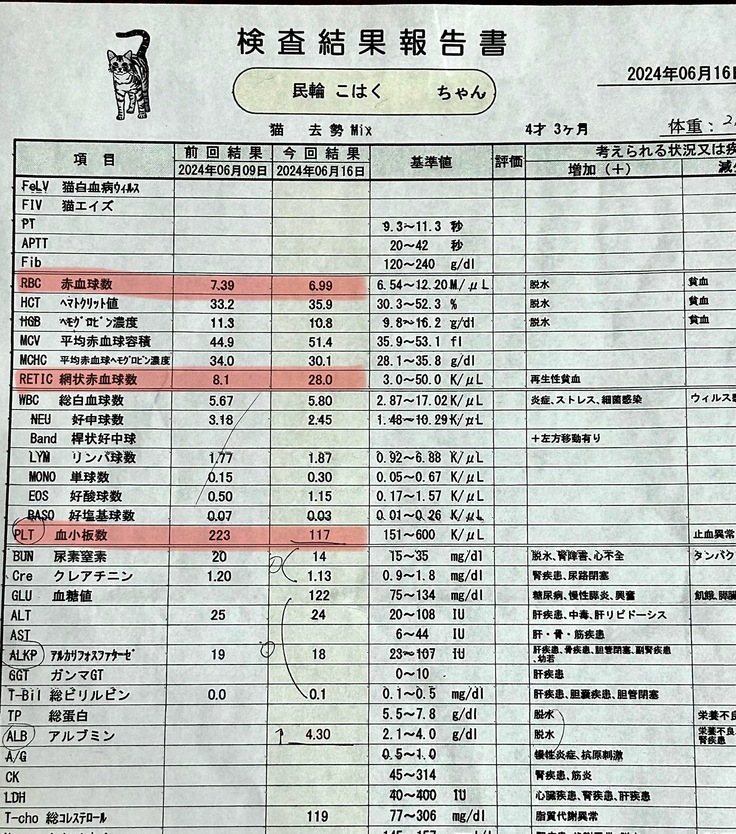 検査結果報告書
2024年06月16日
民輪 こはく ちゃん
猫 去勢 Mix 4才 3ヶ月 体重:
項目 前回結果 今回結果 基準値 評価 考えられる状況又は疾
2024年06月09日 2024年06月16日 増加(+) 減少
FeLV 猫白血病ウィルス
FIV 猫エイズ
PT 9.3〜11.3 秒
APTT 20〜42 秒
Fib 120〜240 g/dl
RBC 赤血球数 7.39 6.99 6.54〜12.20 M/μL 脱水 貧血
HCT ヘマトクリット値 33.2 35.9 30.3〜52.3 % 脱水 貧血
HGB ヘモグロビン濃度 11.3 10.8 9.8〜16.2 g/dl 脱水 貧血
MCV 平均赤血球容積 44.9 51.4 35.9〜53.1 fl
MCHC 平均赤血球ヘモグロビン濃度 34.0 30.1 28.1〜35.8 g/dl
RETIC 網状赤血球数 8.1 28.0 3.0〜50.0 K/μL 再生性貧血
WBC 総白血球数 5.67 5.80 2.87〜17.02 K/μL 炎症、ストレス、細菌感染 ウィルス
NEU 好中球数 3.18 2.45 1.48〜10.29 K/μL
Band 桿状好中球 +左方移動有り
LYM リンパ球数 1.77 1.87 0.92〜6.88 K/μL
MONO 単球数 0.15 0.30 0.05〜0.67 K/μL
EOS 好酸球数 0.50 1.15 0.17〜1.57 K/μL
BASO 好塩基球数 0.07 0.03 0.01〜0.26 K/μL
PLT 血小板数 223 117 151〜600 K/μL 止血異常
BUN 尿素窒素 20 14 15〜35 mg/dl 脱水、腎障害、心不全 タンパク
Cre クレアチニン 1.20 1.13 0.9〜1.8 mg/dl 腎疾患、尿路閉塞
GLU 血糖値 122 75〜134 mg/dl 糖尿病、慢性膵炎、興奮 飢餓、膵臓
ALT 25 24 20〜108 IU 肝疾患、中毒、肝リピドーシス
AST 6〜44 IU 肝・骨・筋疾患
ALKP アルカリフォスファターゼ 19 18 23〜107 IU 肝疾患、骨疾患、胆管閉塞、副腎疾患、幼若
GGT ガンマGT 0〜10 肝疾患
T-Bil 総ビリルビン 0.0 0.1 0.1〜0.5 mg/dl 肝疾患、胆嚢疾患、胆管閉塞
TP 総蛋白 5.5〜7.8 g/dl 脱水 栄養不良
ALB アルブミン ↑ 4.30 2.1〜4.0 g/dl 脱水 栄養不良 腎疾患
A/G 0.5〜1.0 慢性炎症、抗原刺激
CK 45〜314 腎疾患、筋炎
LDH 40〜400 IU 心臓疾患、腎疾患、肝疾患
T-cho 総コレステロール 119 77〜306 mg/dl 脂質代謝異常